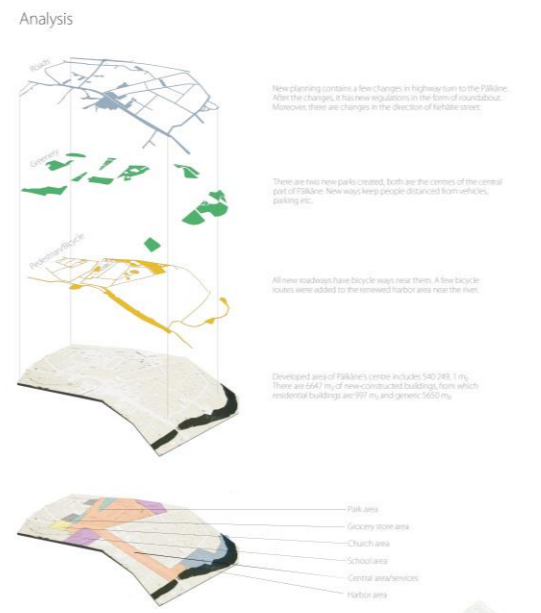 Analysis
Roads
New planning contains a few changes in highway turn to the Pälkäne.
After the changes, it has new regulations in the form of roundabout.
Moreover, there are changes in the direction of Kehätie street.
Greenery
There are two new parks created, both are the centres of the central
part of Pälkäne. New ways keep people distanced from vehicles,
parking etc.
Pedestrian/Bicycle
All new roadways have bicycle ways near them. A few bicycle
routes were added to the renewed harbor area near the river.
Developed area of Pälkäne's centre includes 540 249, 1 m₂
There are 6647 m₂ of new-constructed buildings, from which
residential buildings are 997 m₂ and generic 5650 m₂
Park area
Grocery store area
Church area
School area
Central area/services
Harbor area